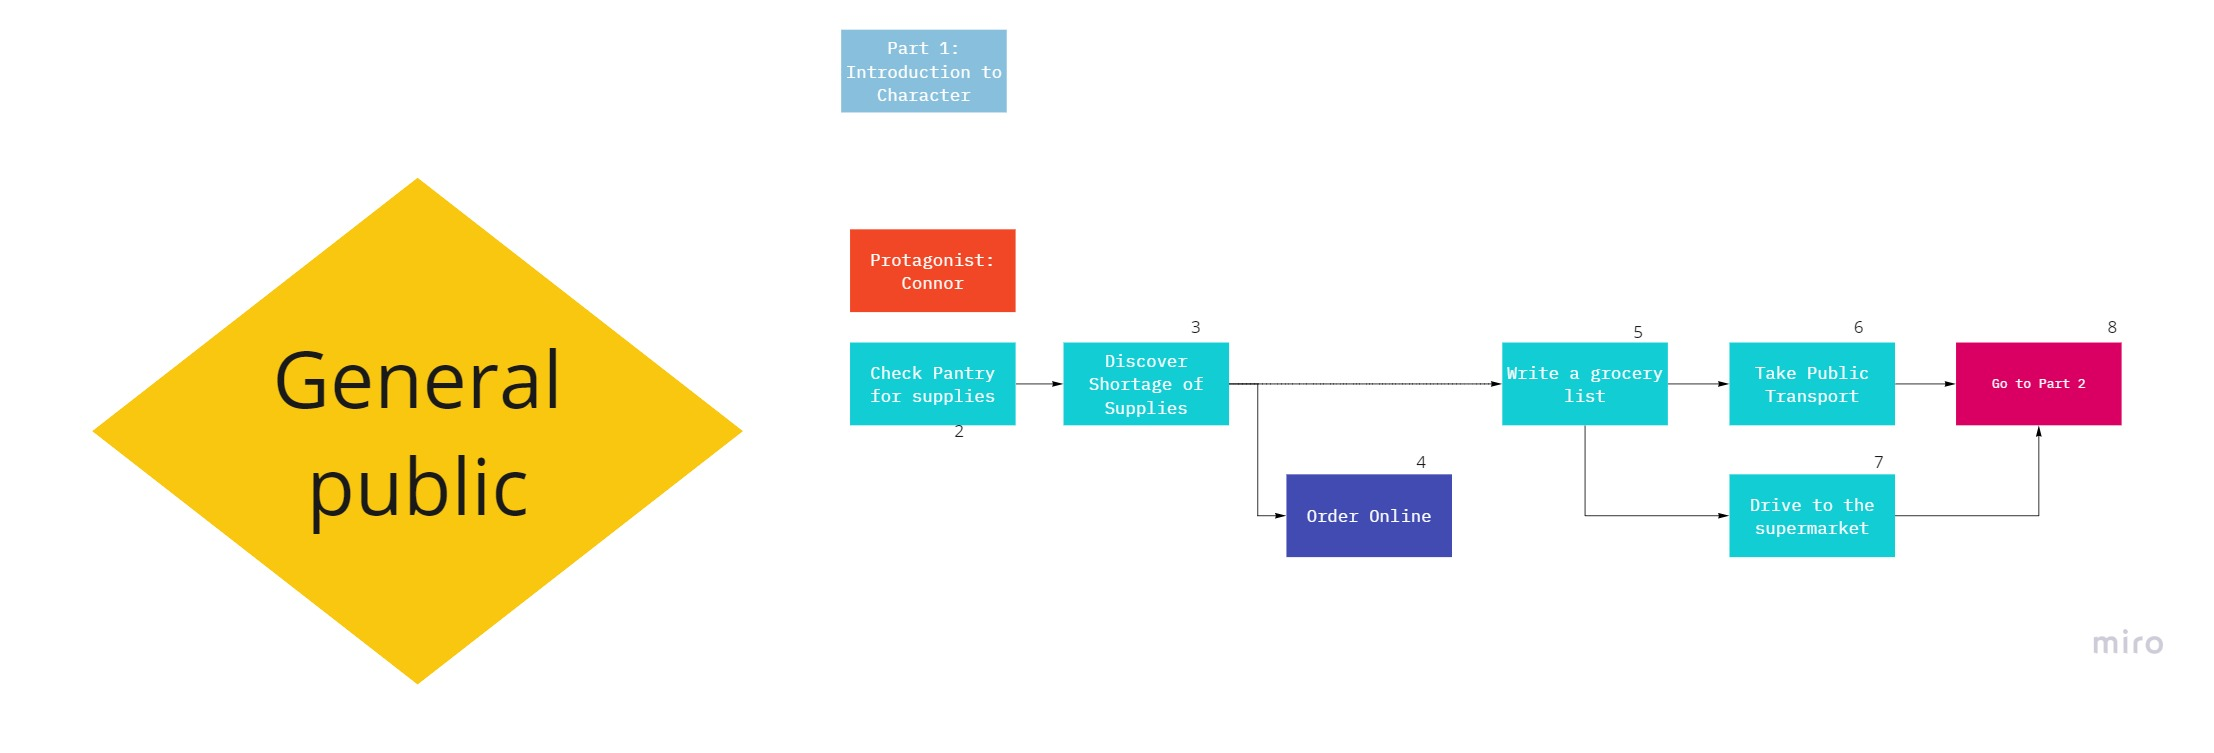 Part 1:
Introduction to
Character
General
public
Protagonist:
Connor
Check Pantry
for supplies
2
3
Discover
Shortage of
Supplies
4
Order Online
5
Write a grocery
list
6
Take Public
Transport
7
Drive to the
supermarket
8
Go to Part 2
miro